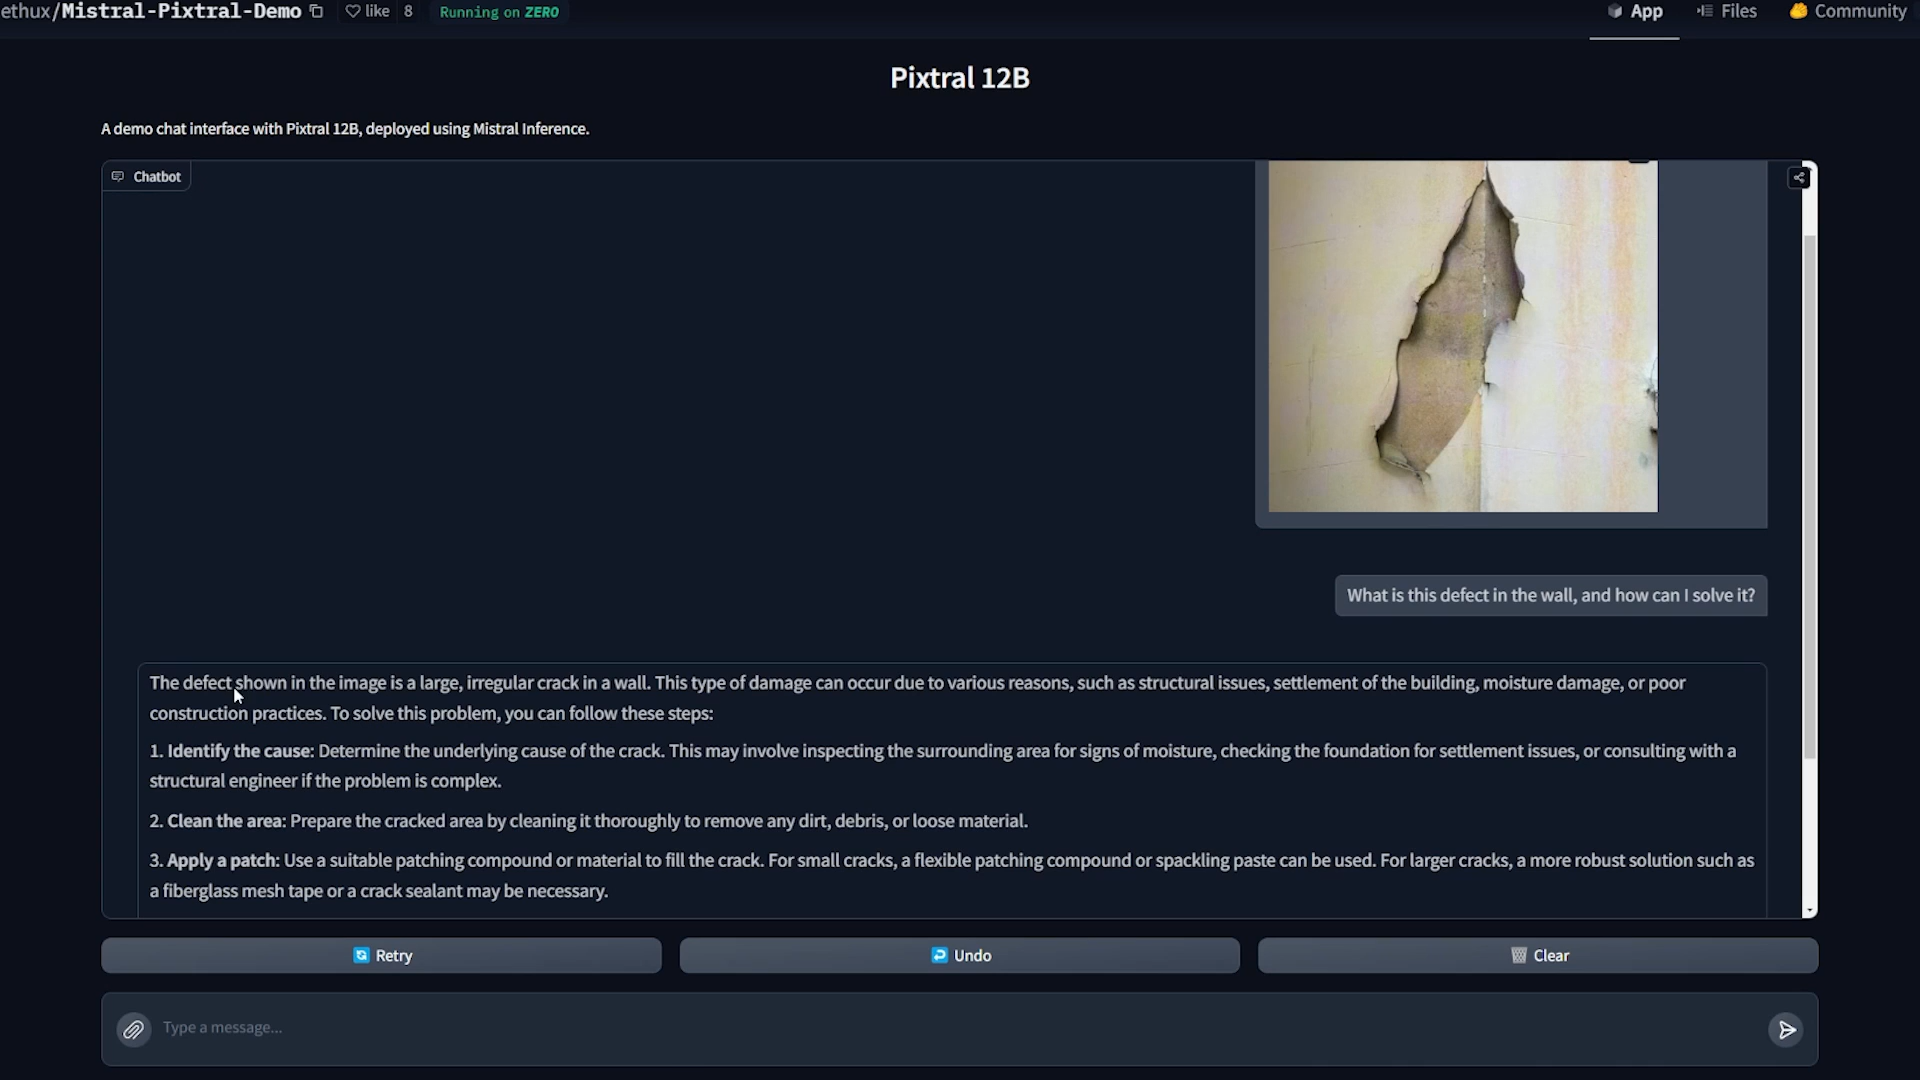 ethux/Mistral-Pixtral-Demo like 8 Running on ZERO App Files Community
Pixtral 12B
A demo chat interface with Pixtral 12B, deployed using Mistral Inference.
Chatbot
What is this defect in the wall, and how can I solve it?
The defect shown in the image is a large, irregular crack in a wall. This type of damage can occur due to various reasons, such as structural issues, settlement of the building, moisture damage, or poor
construction practices. To solve this problem, you can follow these steps:
1. Identify the cause: Determine the underlying cause of the crack. This may involve inspecting the surrounding area for signs of moisture, checking the foundation for settlement issues, or consulting with a
structural engineer if the problem is complex.
2. Clean the area: Prepare the cracked area by cleaning it thoroughly to remove any dirt, debris, or loose material.
3. Apply a patch: Use a suitable patching compound or material to fill the crack. For small cracks, a flexible patching compound or spackling paste can be used. For larger cracks, a more robust solution such as
a fiberglass mesh tape or a crack sealant may be necessary.
Retry Undo Clear
Type a message...